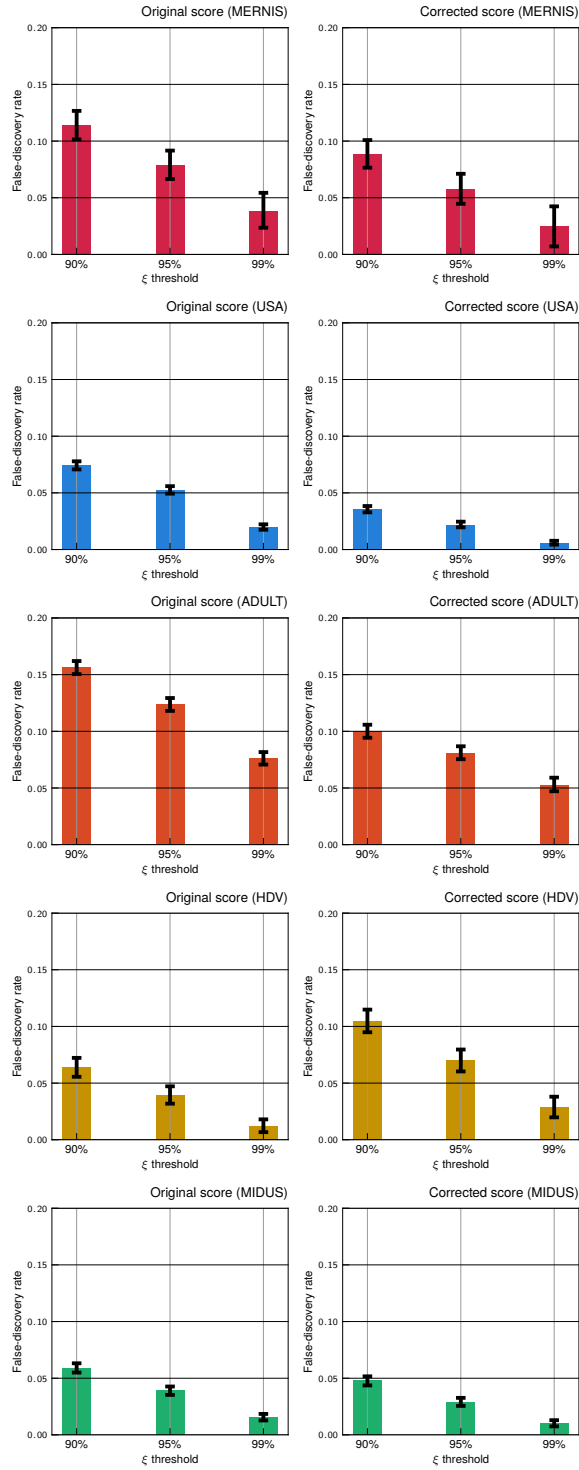 Original score (MERNIS)
0.20
0.15
0.10
0.05
0.00
False-discovery rate
90% 95% 99%
ξ threshold
Corrected score (MERNIS)
0.20
0.15
0.10
0.05
0.00
False-discovery rate
90% 95% 99%
ξ threshold
Original score (USA)
0.20
0.15
0.10
0.05
0.00
False-discovery rate
90% 95% 99%
ξ threshold
Corrected score (USA)
0.20
0.15
0.10
0.05
0.00
False-discovery rate
90% 95% 99%
ξ threshold
Original score (ADULT)
0.20
0.15
0.10
0.05
0.00
False-discovery rate
90% 95% 99%
ξ threshold
Corrected score (ADULT)
0.20
0.15
0.10
0.05
0.00
False-discovery rate
90% 95% 99%
ξ threshold
Original score (HDV)
0.20
0.15
0.10
0.05
0.00
False-discovery rate
90% 95% 99%
ξ threshold
Corrected score (HDV)
0.20
0.15
0.10
0.05
0.00
False-discovery rate
90% 95% 99%
ξ threshold
Original score (MIDUS)
0.20
0.15
0.10
0.05
0.00
False-discovery rate
90% 95% 99%
ξ threshold
Corrected score (MIDUS)
0.20
0.15
0.10
0.05
0.00
False-discovery rate
90% 95% 99%
ξ threshold